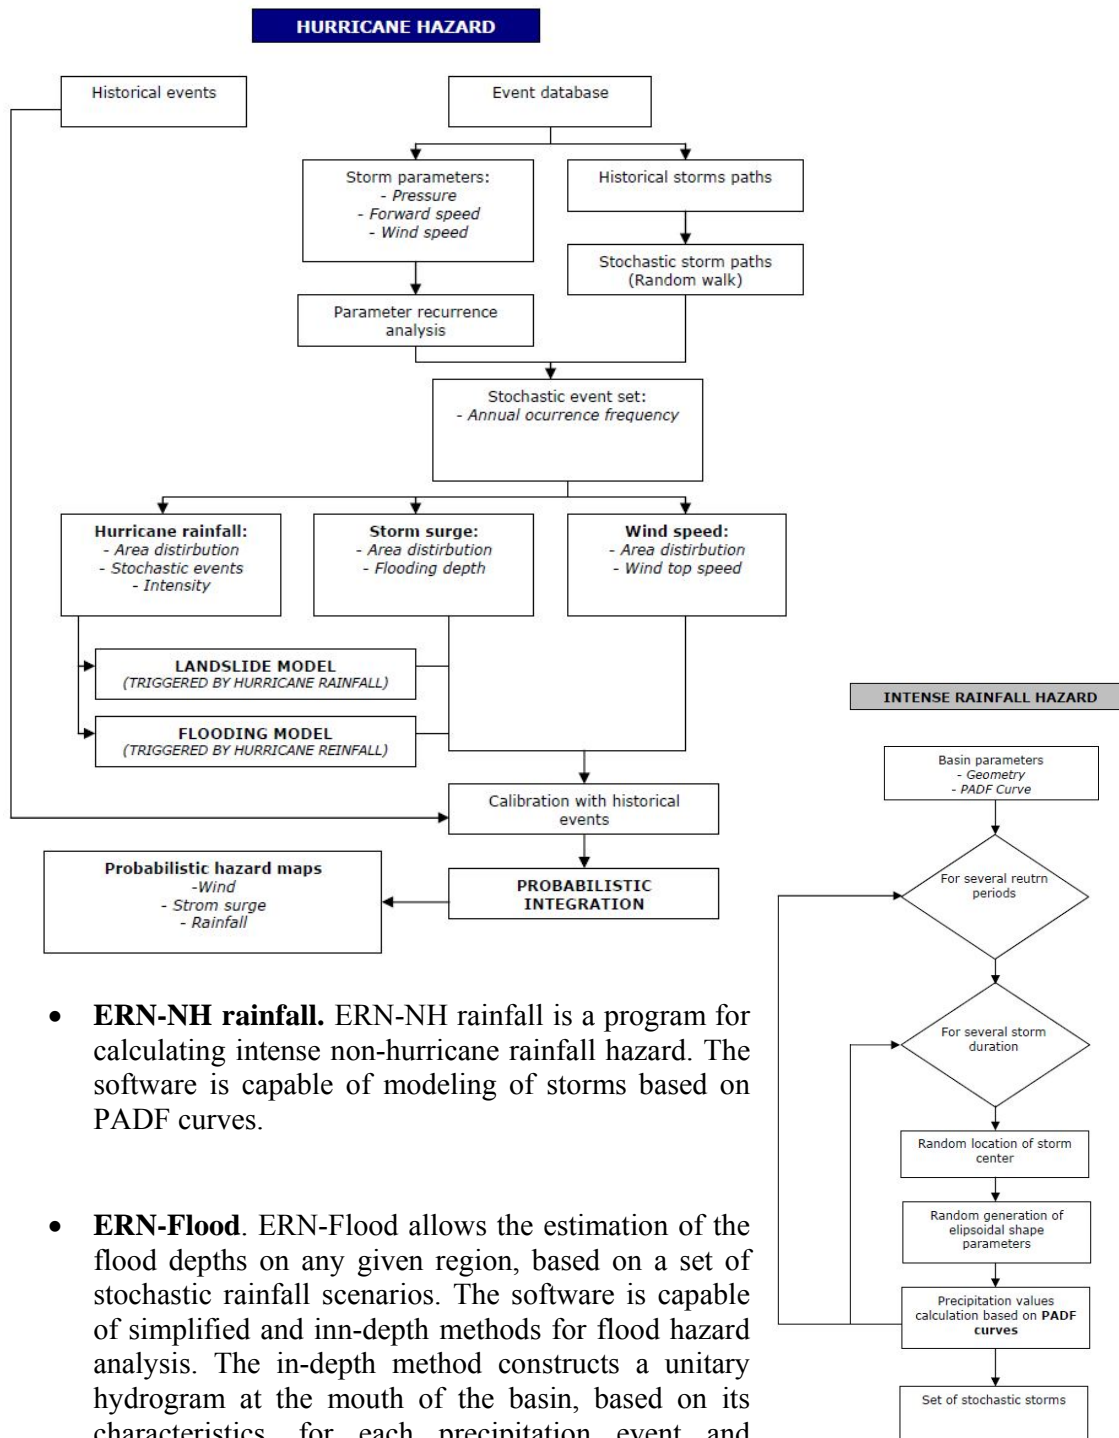 HURRICANE HAZARD
Historical events
Event database
Storm parameters:
- Pressure
- Forward speed
- Wind speed
Historical storms paths
Stochastic storm paths
(Random walk)
Parameter recurrence
analysis
Stochastic event set:
- Annual ocurrence frequency
Hurricane rainfall:
- Area distirbution
- Stochastic events
- Intensity
Storm surge:
- Area distirbution
- Flooding depth
Wind speed:
- Area distirbution
- Wind top speed
LANDSLIDE MODEL
(TRIGGERED BY HURRICANE RAINFALL)
FLOODING MODEL
(TRIGGERED BY HURRICANE REINFALL)
Calibration with historical
events
Probabilistic hazard maps
-Wind
- Strom surge
- Rainfall
PROBABILISTIC
INTEGRATION
INTENSE RAINFALL HAZARD
Basin parameters
- Geometry
- PADF Curve
For several reutrn
periods
For several storm
duration
Random location of storm
center
Random generation of
elipsoidal shape
parameters
Precipitation values
calculation based on PADF
curves
Set of stochastic storms
• ERN-NH rainfall. ERN-NH rainfall is a program for
calculating intense non-hurricane rainfall hazard. The
software is capable of modeling of storms based on
PADF curves.
• ERN-Flood. ERN-Flood allows the estimation of the
flood depths on any given region, based on a set of
stochastic rainfall scenarios. The software is capable
of simplified and inn-depth methods for flood hazard
analysis. The in-depth method constructs a unitary
hydrogram at the mouth of the basin, based on its
characteristics, for each precipitation event and